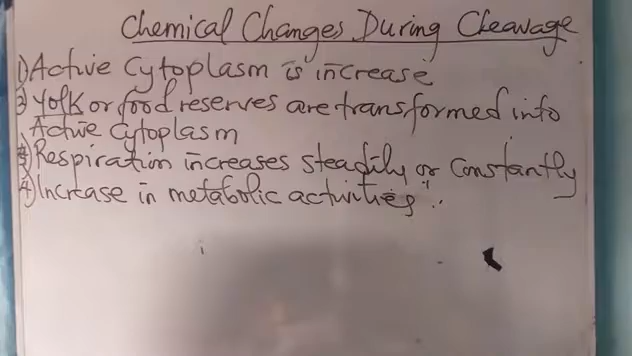 Chemical Changes During Cleavage
1) Active Cytoplasm is increase
2) Yolk or food reserves are transformed into
Active Cytoplasm
3) Respiration increases steadily or constantly
4) Increase in metabolic activities